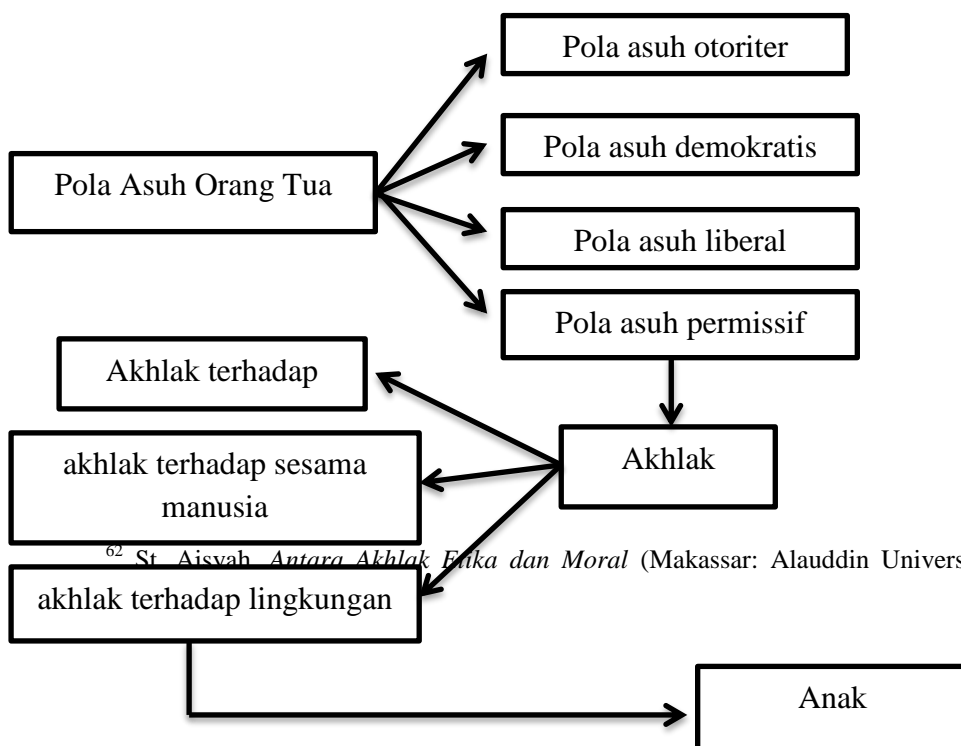 Pola asuh otoriter
Pola asuh demokratis
Pola Asuh Orang Tua
Pola asuh liberal
Pola asuh permissif
Akhlak terhadap
Akhlak
akhlak terhadap sesama
manusia
62 St. Aisyah, Antara Akhlak Etika dan Moral (Makassar: Alauddin Univers
akhlak terhadap lingkungan
Anak